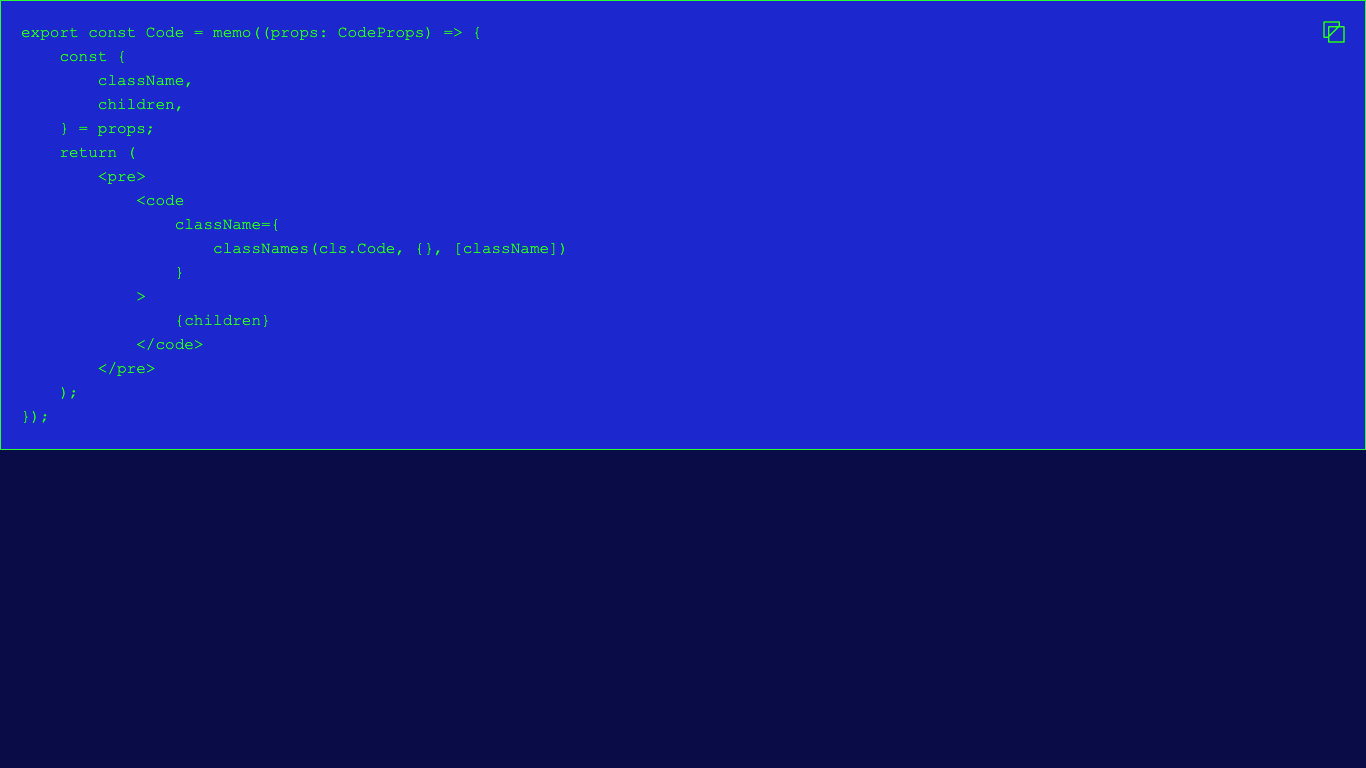 export const Code = memo((props: CodeProps) => {
    const {
        className,
        children,
    } = props;
    return (
        <pre>
            <code
                className={
                    classNames(cls.Code, {}, [className])
                }
            >
                {children}
            </code>
        </pre>
    );
});